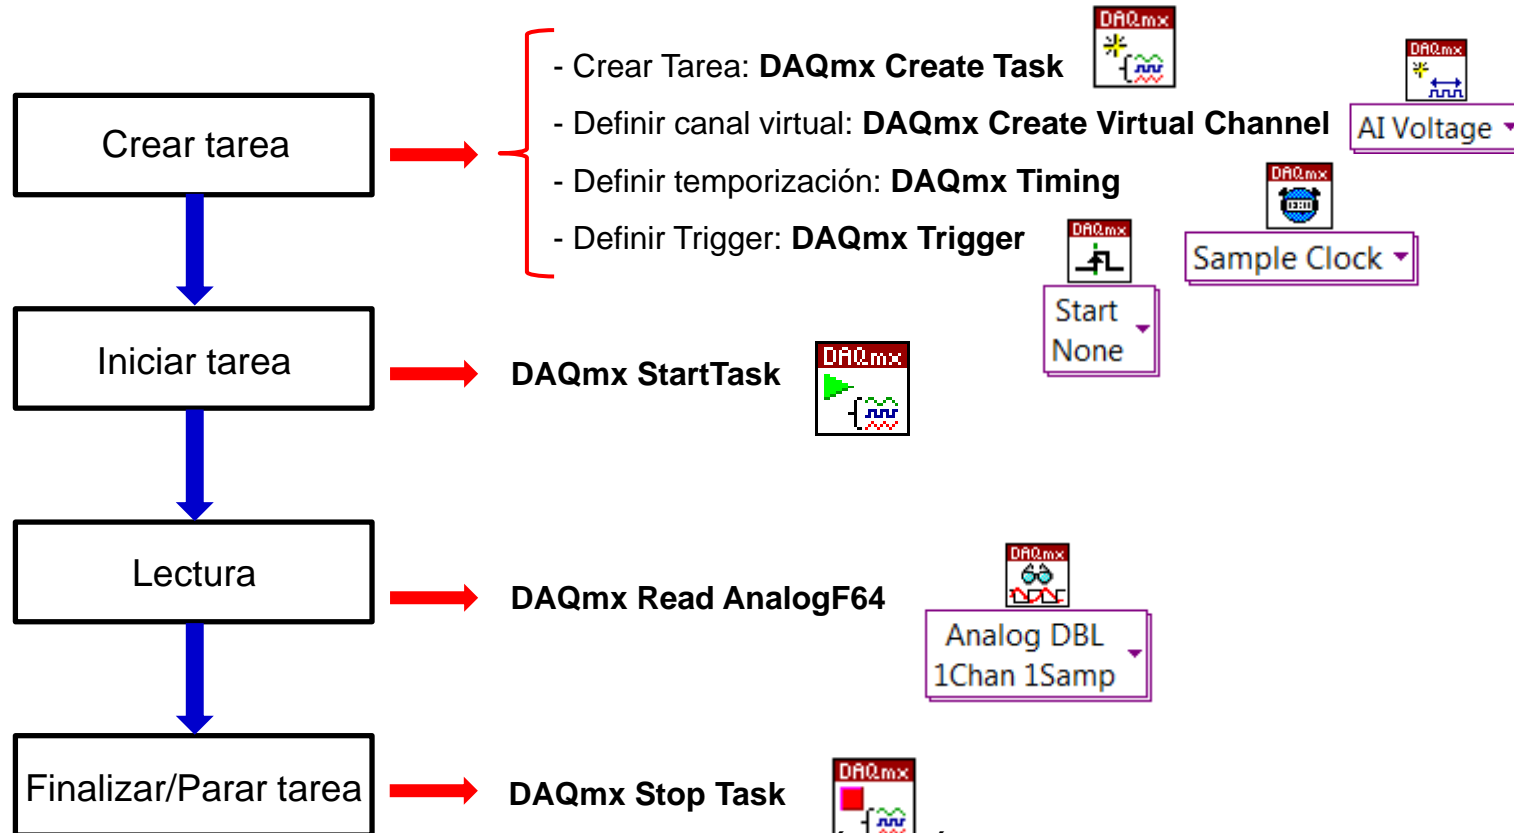 DAQmx
- Crear Tarea: DAQmx Create Task
DAQmx
Crear tarea
- Definir canal virtual: DAQmx Create Virtual Channel
AI Voltage
- Definir temporización: DAQmx Timing
DAQmx
- Definir Trigger: DAQmx Trigger
DAQmx
Sample Clock
Start
None
Iniciar tarea
DAQmx StartTask
DAQmx
Lectura
DAQmx Read AnalogF64
DAQmx
Analog DBL
1Chan 1Samp
Finalizar/Parar tarea
DAQmx Stop Task
DAQmx